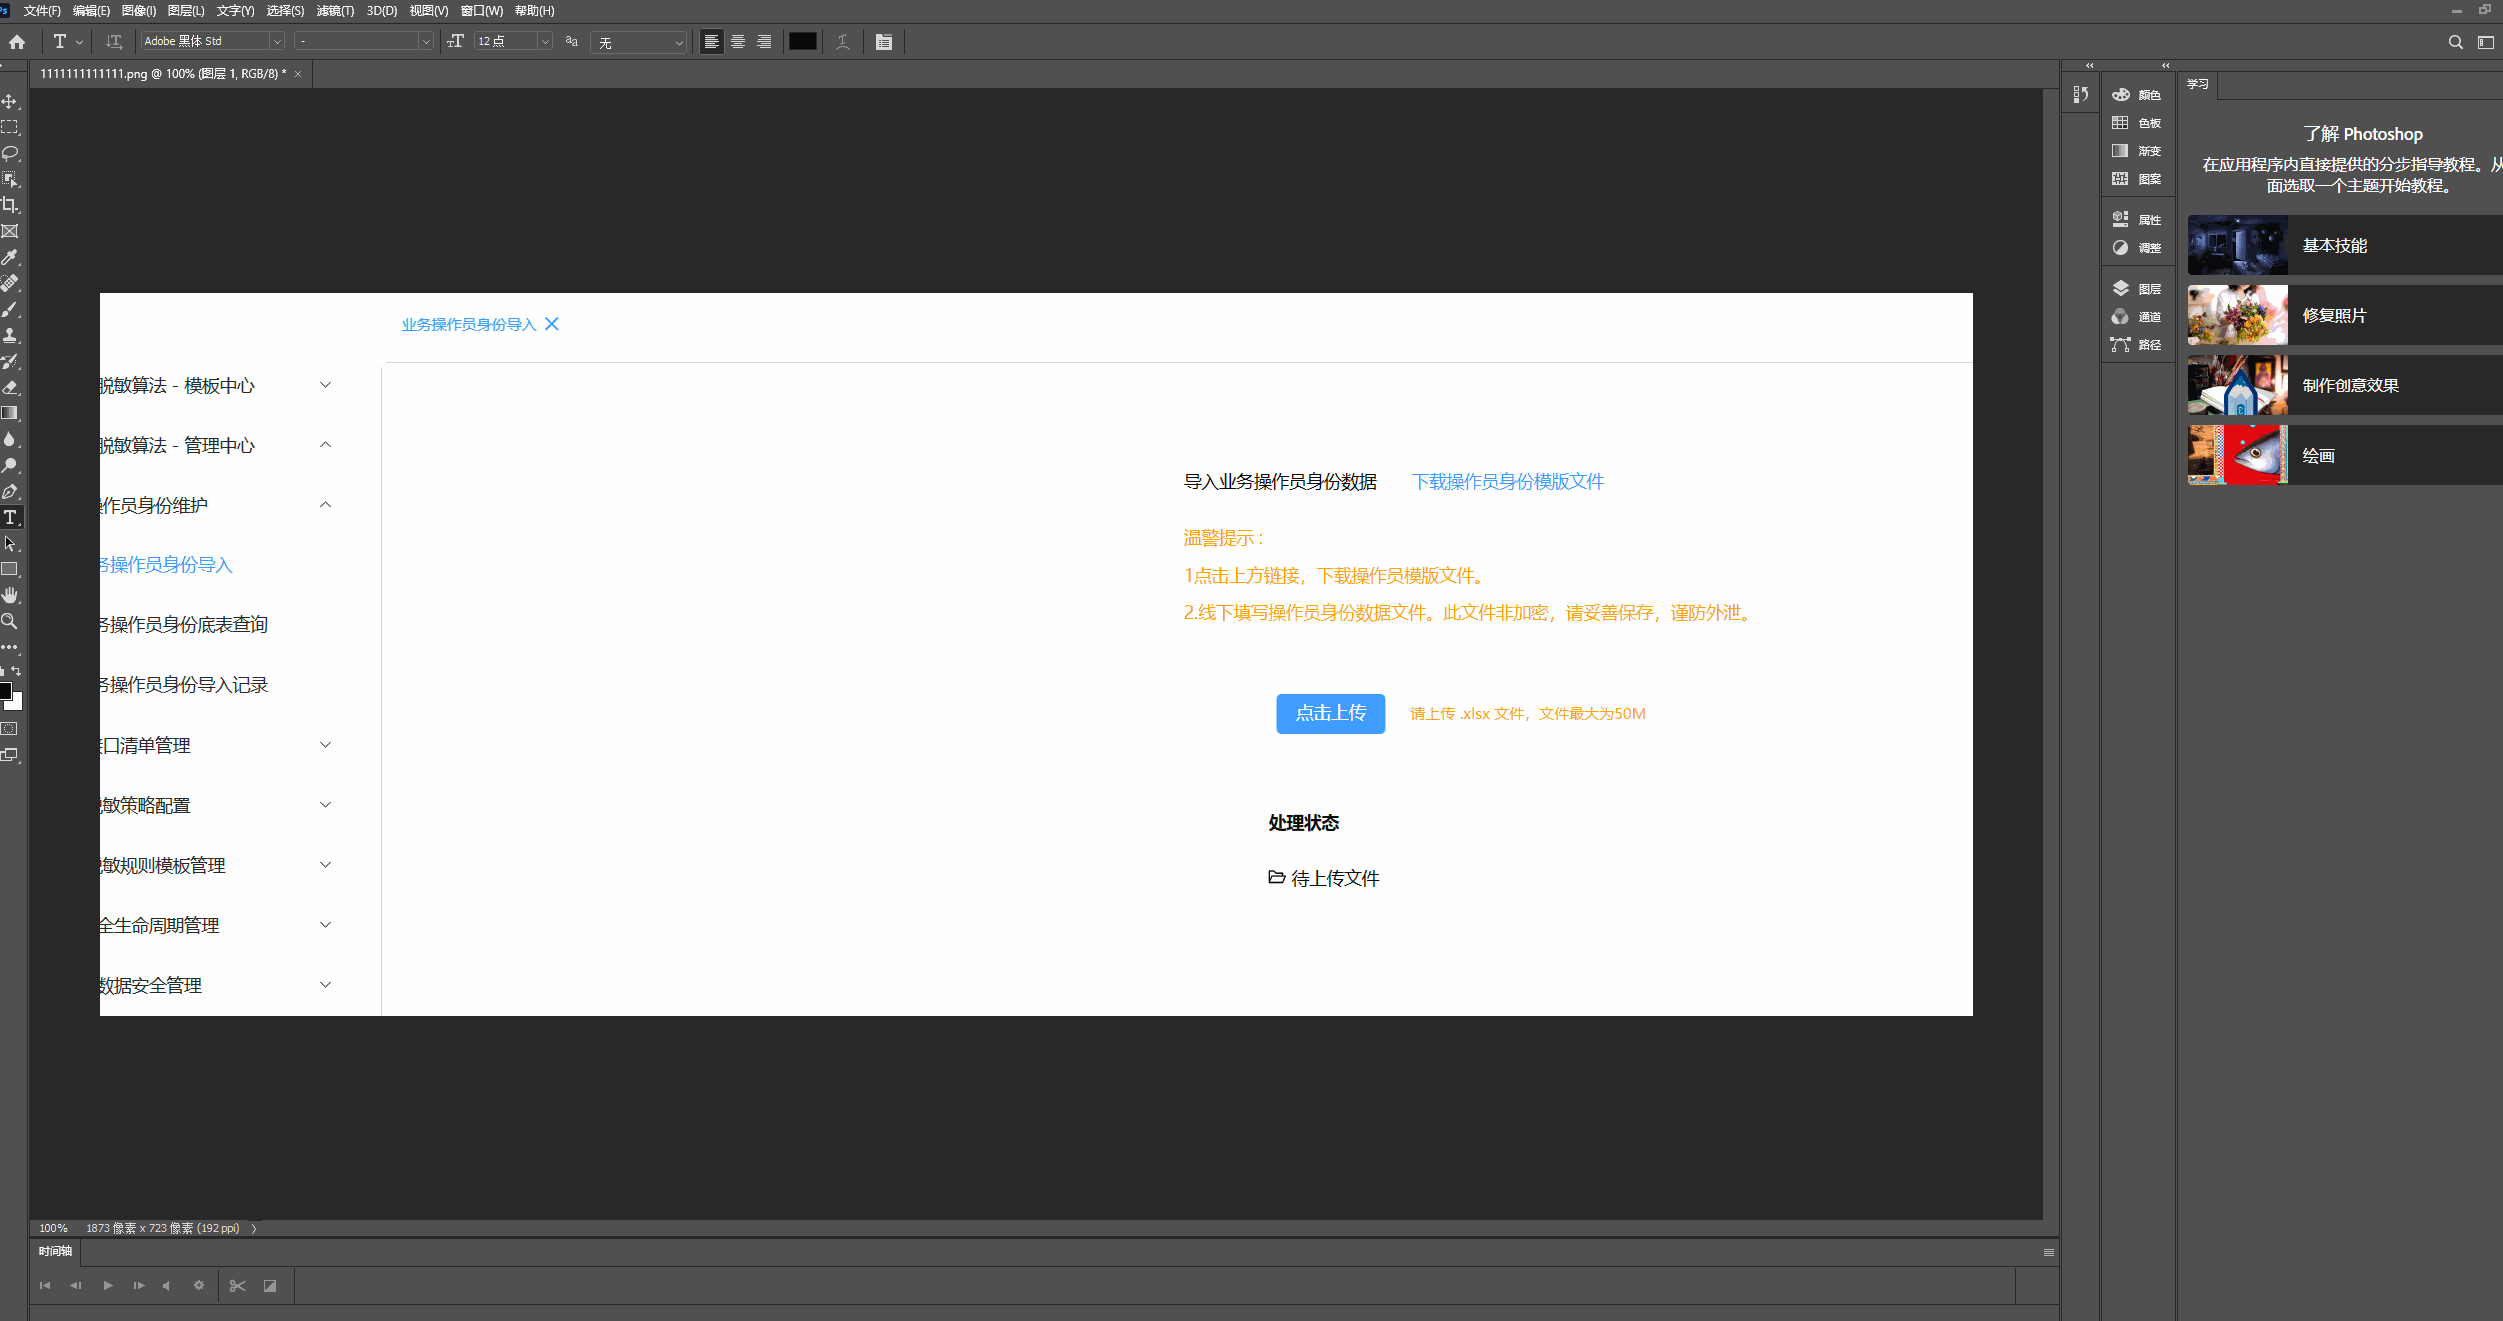 文件(F) 编辑(E) 图像(I) 图层(L) 文字(Y) 选择(S) 滤镜(T) 3D(D) 视图(V) 窗口(W) 帮助(H)
T Adobe 黑体 Std - 12 点 aa 无
1111111111111.png @ 100% (图层 1, RGB/8) * ×
业务操作员身份导入
脱敏算法 - 模板中心
脱敏算法 - 管理中心
作员身份维护
操作员身份导入
操作员身份底表查询
操作员身份导入记录
口清单管理
敏策略配置
敏规则模板管理
全生命周期管理
数据安全管理
导入业务操作员身份数据 下载操作员身份模版文件
温警提示：
1点击上方链接，下载操作员模版文件。
2.线下填写操作员身份数据文件。此文件非加密，请妥善保存，谨防外泄。
点击上传 请上传 .xlsx 文件，文件最大为50M
处理状态
待上传文件
颜色
色板
渐变
图案
属性
调整
图层
通道
路径
学习
了解 Photoshop
在应用程序内直接提供的分步指导教程。从
面选取一个主题开始教程。
基本技能
修复照片
制作创意效果
绘画
100% 1873 像素 x 723 像素 (192 ppi)
时间轴